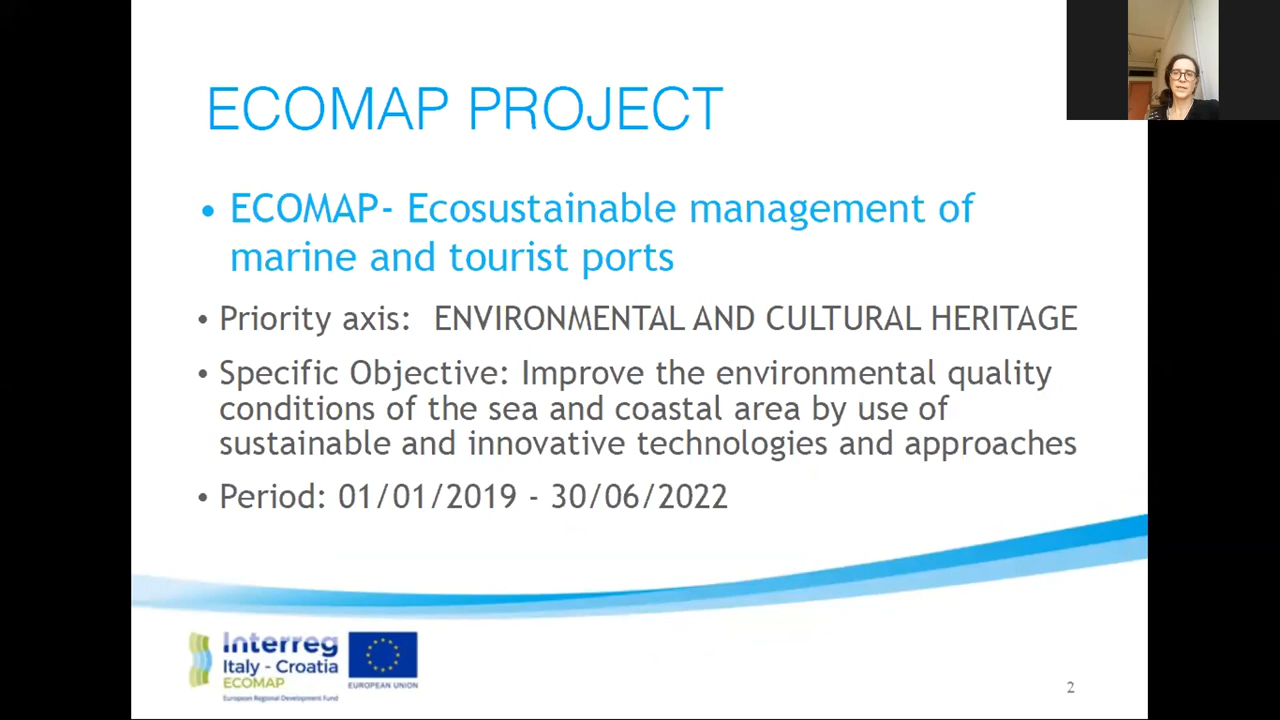 ECOMAP PROJECT
• ECOMAP- Ecosustainable management of
marine and tourist ports
• Priority axis: ENVIRONMENTAL AND CULTURAL HERITAGE
• Specific Objective: Improve the environmental quality
conditions of the sea and coastal area by use of
sustainable and innovative technologies and approaches
• Period: 01/01/2019 - 30/06/2022
Interreg
Italy - Croatia
ECOMAP
European Regional Development Fund
EUROPEAN UNION
2